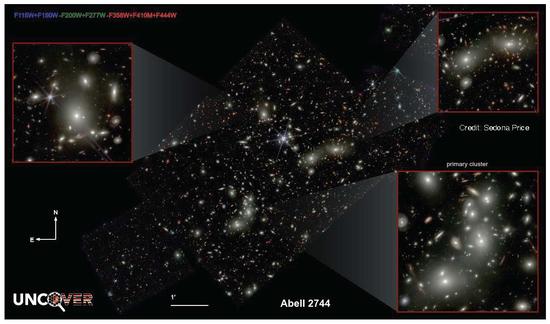 F115W+F150W-F200W+F277W-F356W+F410M+F444W
Credit: Sedona Price
primary cluster
N
E
UNCOVER
1'
Abell 2744